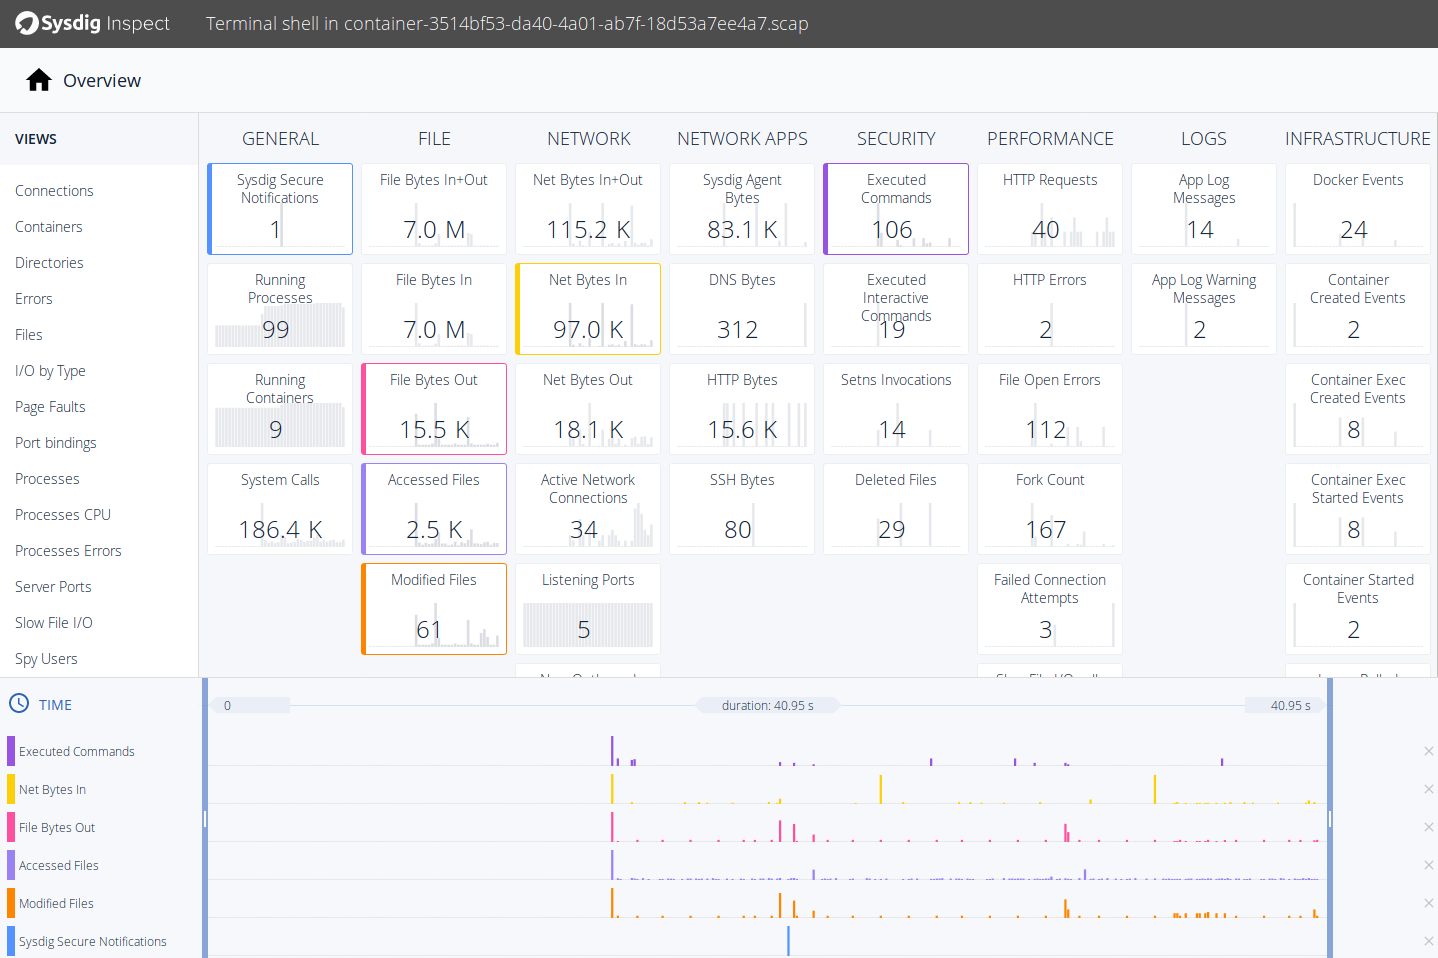 Sysdig Inspect
Terminal shell in container-3514bf53-da40-4a01-ab7f-18d53a7ee4a7.scap
Overview
VIEWS
Connections
Containers
Directories
Errors
Files
I/O by Type
Page Faults
Port bindings
Processes
Processes CPU
Processes Errors
Server Ports
Slow File I/O
Spy Users
GENERAL
Sysdig Secure
Notifications
1
Running
Processes
99
Running
Containers
9
System Calls
186.4 K
FILE
File Bytes In+Out
7.0 M
File Bytes In
7.0 M
File Bytes Out
15.5 K
Accessed Files
2.5 K
Modified Files
61
NETWORK
Net Bytes In+Out
115.2 K
Net Bytes In
97.0 K
Net Bytes Out
18.1 K
Active Network
Connections
34
Listening Ports
5
NETWORK APPS
Sysdig Agent
Bytes
83.1 K
DNS Bytes
312
HTTP Bytes
15.6 K
SSH Bytes
80
SECURITY
Executed
Commands
106
Executed
Interactive
Commands
19
Setns Invocations
14
Deleted Files
29
PERFORMANCE
HTTP Requests
40
HTTP Errors
2
File Open Errors
112
Fork Count
167
Failed Connection
Attempts
3
LOGS
App Log
Messages
14
App Log Warning
Messages
2
INFRASTRUCTURE
Docker Events
24
Container
Created Events
2
Container Exec
Created Events
8
Container Exec
Started Events
8
Container Started
Events
2
TIME
0
duration: 40.95 s
40.95 s
Executed Commands
Net Bytes In
File Bytes Out
Accessed Files
Modified Files
Sysdig Secure Notifications